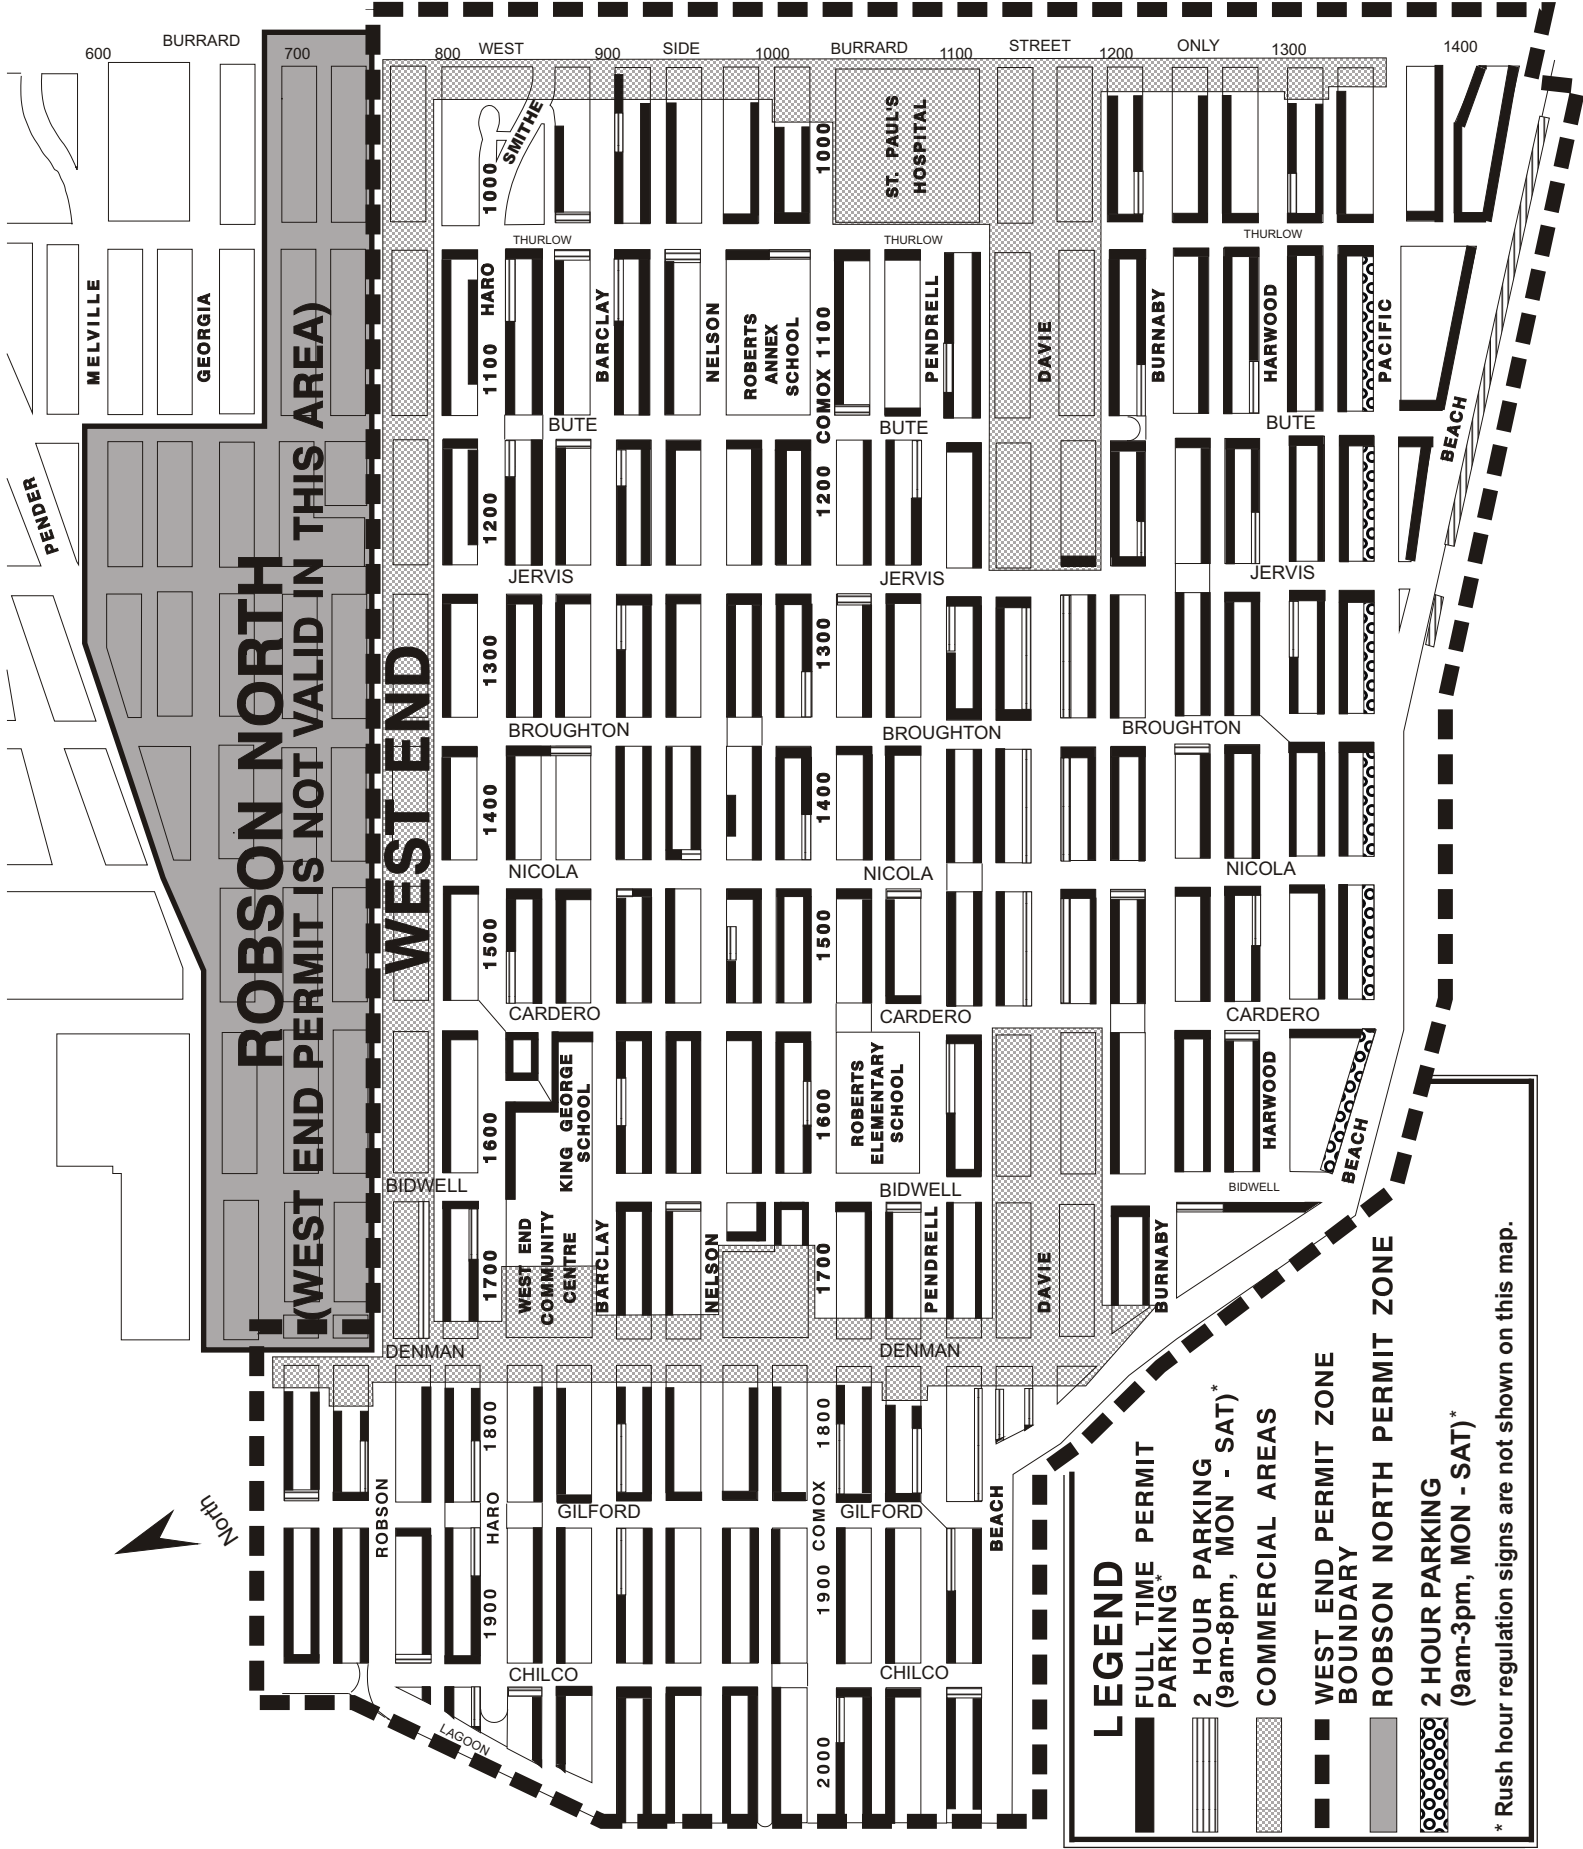 BURRARD
600
700
800
WEST
900
SIDE
1000
BURRARD
1100
STREET
1200
ONLY
1300
1400
SMITHE
1000
1000
ST. PAUL'S
HOSPITAL
THURLOW
THURLOW
THURLOW
MELVILLE
GEORGIA
HARO
1100
BARCLAY
NELSON
ROBERTS
ANNEX
SCHOOL
COMOX 1100
PENDRELL
DAVIE
BURNABY
HARWOOD
PACIFIC
BEACH
BUTE
BUTE
BUTE
PENDER
1200
1200
JERVIS
JERVIS
JERVIS
ROBSON NORTH
(WEST END PERMIT IS NOT VALID IN THIS AREA)
WEST END
1300
1300
BROUGHTON
BROUGHTON
BROUGHTON
1400
1400
NICOLA
NICOLA
NICOLA
1500
1500
CARDERO
CARDERO
CARDERO
1600
KING GEORGE
SCHOOL
1600
ROBERTS
ELEMENTARY
SCHOOL
HARWOOD
BEACH
BIDWELL
BIDWELL
BIDWELL
1700
WEST END
COMMUNITY
CENTRE
BARCLAY
NELSON
1700
PENDRELL
DAVIE
BURNABY
DENMAN
DENMAN
1800
1800
ROBSON
HARO
COMOX
BEACH
GILFORD
GILFORD
North
1900
1900
CHILCO
CHILCO
LAGOON
2000
LEGEND
FULL TIME PERMIT
PARKING*
2 HOUR PARKING
(9am-8pm, MON - SAT)*
COMMERCIAL AREAS
WEST END PERMIT ZONE
BOUNDARY
ROBSON NORTH PERMIT ZONE
2 HOUR PARKING
(9am-3pm, MON - SAT)*
* Rush hour regulation signs are not shown on this map.